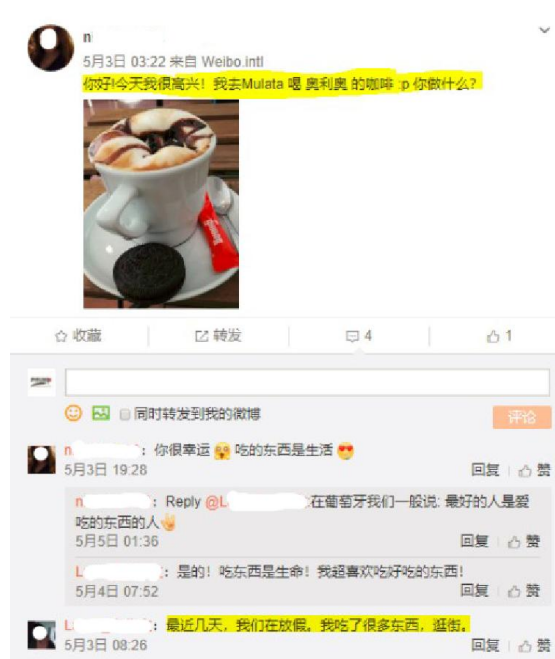 n
5月3日 03:22 来自 Weibo.intl
你好!今天我很高兴！我去Mulata 喝 奥利奥 的咖啡 :p 你做什么?
收藏
转发
4
1
同时转发到我的微博
评论
n : 你很幸运 吃的东西是生活
5月3日 19:28
回复 赞
n : Reply @L :在葡萄牙我们一般说: 最好的人是爱
吃的东西的人
5月5日 01:36
回复 赞
L : 是的！吃东西是生命！我超喜欢吃好吃的东西！
5月4日 07:52
回复 赞
L : 最近几天，我们在放假。我吃了很多东西，逛街。
5月3日 08:26
回复 赞